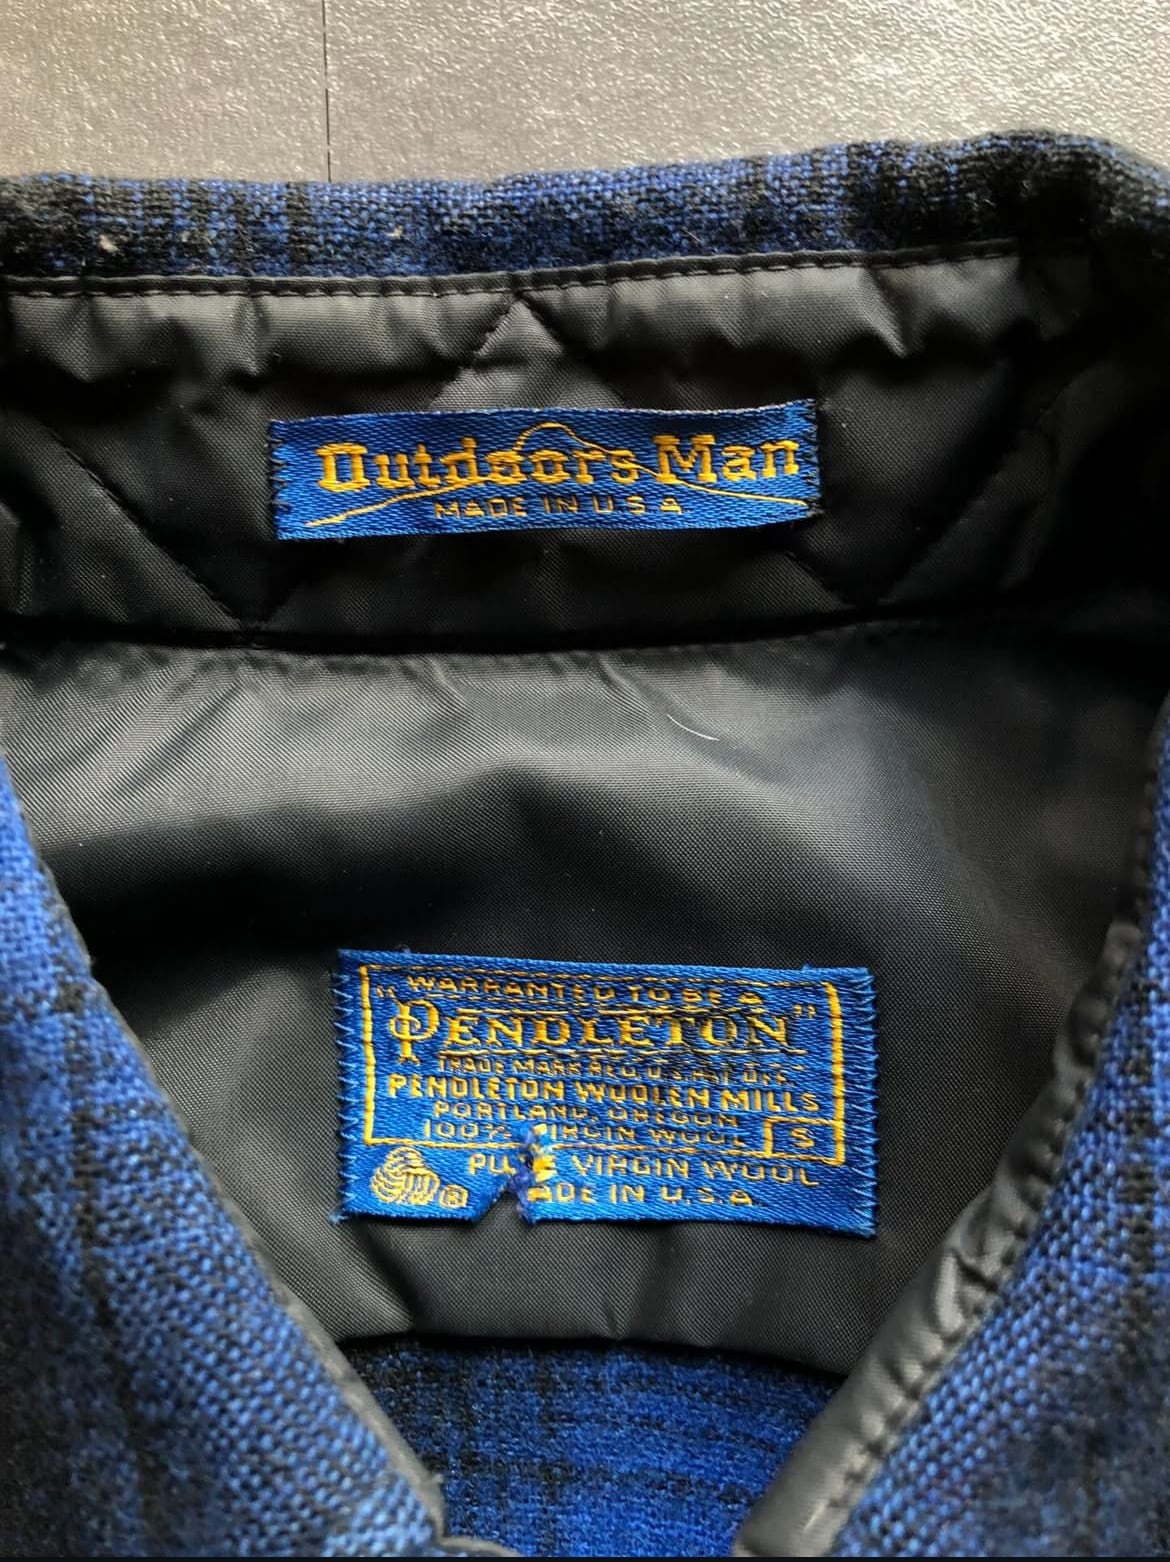 Outdoors Man
MADE IN U.S.A.
WARRANTED TO BE A
"PENDLETON"
TRADE MARK REG. U.S. PAT. OFF.
PENDLETON WOOLEN MILLS
PORTLAND, OREGON
100% VIRGIN WOOL S
PURE VIRGIN WOOL
® MADE IN U.S.A.